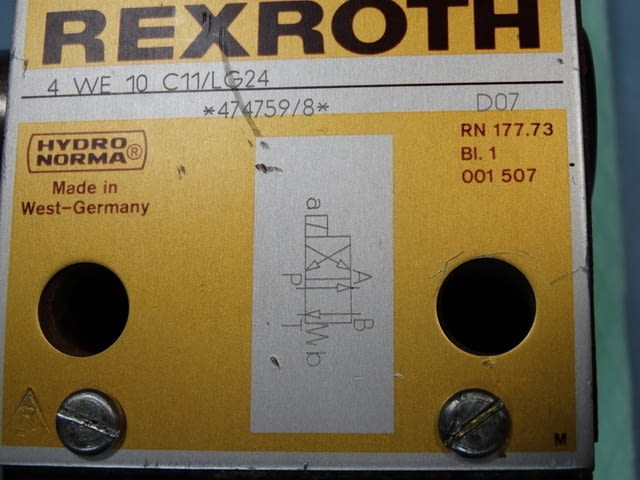 REXROTH
4 WE 10 C11/LG24
*474759/8* D07
RN 177.73
Bl. 1
001 507
HYDRO
NORMA®
Made in
West-Germany
a
A
P
B
T
b
M